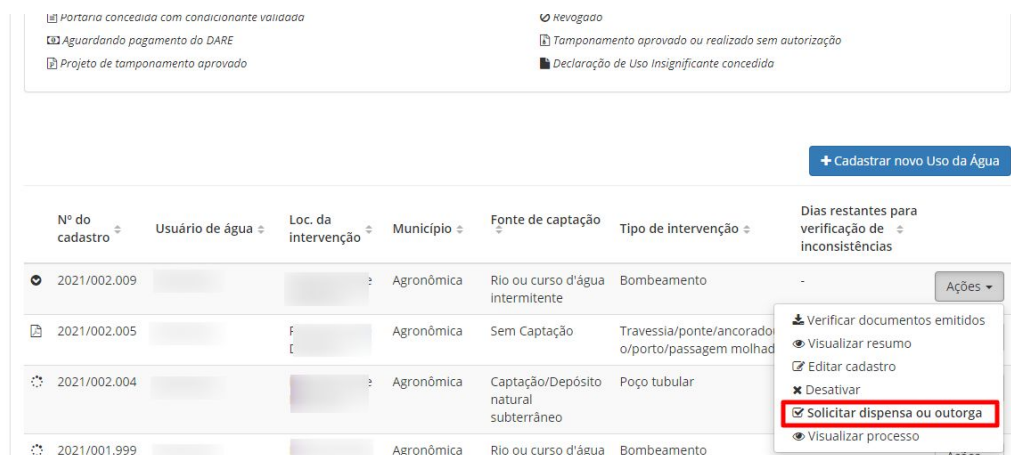 Portaria concedida com condicionante validada
Revogado
Aguardando pagamento do DARE
Tamponamento aprovado ou realizado sem autorização
Projeto de tamponamento aprovado
Declaração de Uso Insignificante concedida
+ Cadastrar novo Uso da Água
Nº do cadastro
Usuário de água
Loc. da intervenção
Município
Fonte de captação
Tipo de intervenção
Dias restantes para verificação de inconsistências
2021/002.009
Agronômica
Rio ou curso d'água intermitente
Bombeamento
-
Ações
2021/002.005
Agronômica
Sem Captação
Travessia/ponte/ancorado
o/porto/passagem molhad
2021/002.004
Agronômica
Captação/Depósito natural subterrâneo
Poço tubular
Verificar documentos emitidos
Visualizar resumo
Editar cadastro
Desativar
Solicitar dispensa ou outorga
Visualizar processo
2021/001.999
Agronômica
Rio ou curso d'água
Bombeamento